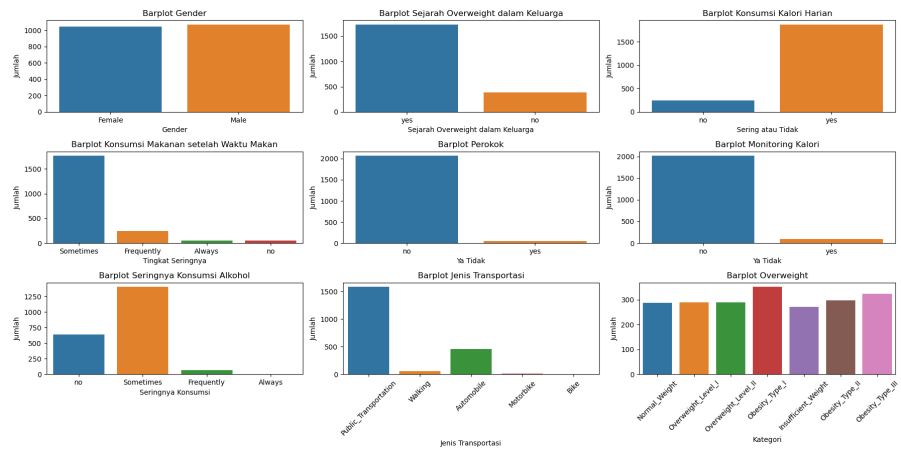 Barplot Gender
Jumlah
1000
800
600
400
200
0
Female
Male
Gender
Barplot Sejarah Overweight dalam Keluarga
Jumlah
1500
1000
500
0
yes
no
Sejarah Overweight dalam Keluarga
Barplot Konsumsi Kalori Harian
Jumlah
1500
1000
500
0
no
yes
Sering atau Tidak
Barplot Konsumsi Makanan setelah Waktu Makan
Jumlah
1500
1000
500
0
Sometimes
Frequently
Always
no
Tingkat Seringnya
Barplot Perokok
Jumlah
2000
1500
1000
500
0
no
yes
Ya Tidak
Barplot Monitoring Kalori
Jumlah
2000
1500
1000
500
0
no
yes
Ya Tidak
Barplot Seringnya Konsumsi Alkohol
Jumlah
1250
1000
750
500
250
0
no
Sometimes
Frequently
Always
Seringnya Konsumsi
Barplot Jenis Transportasi
Jumlah
1500
1000
500
0
Public_Transportation
Walking
Automobile
Motorbike
Bike
Jenis Transportasi
Barplot Overweight
Jumlah
300
200
100
0
Normal_Weight
Overweight_Level_I
Overweight_Level_II
Obesity_Type_I
Insufficient_Weight
Obesity_Type_II
Obesity_Type_III
Kategori